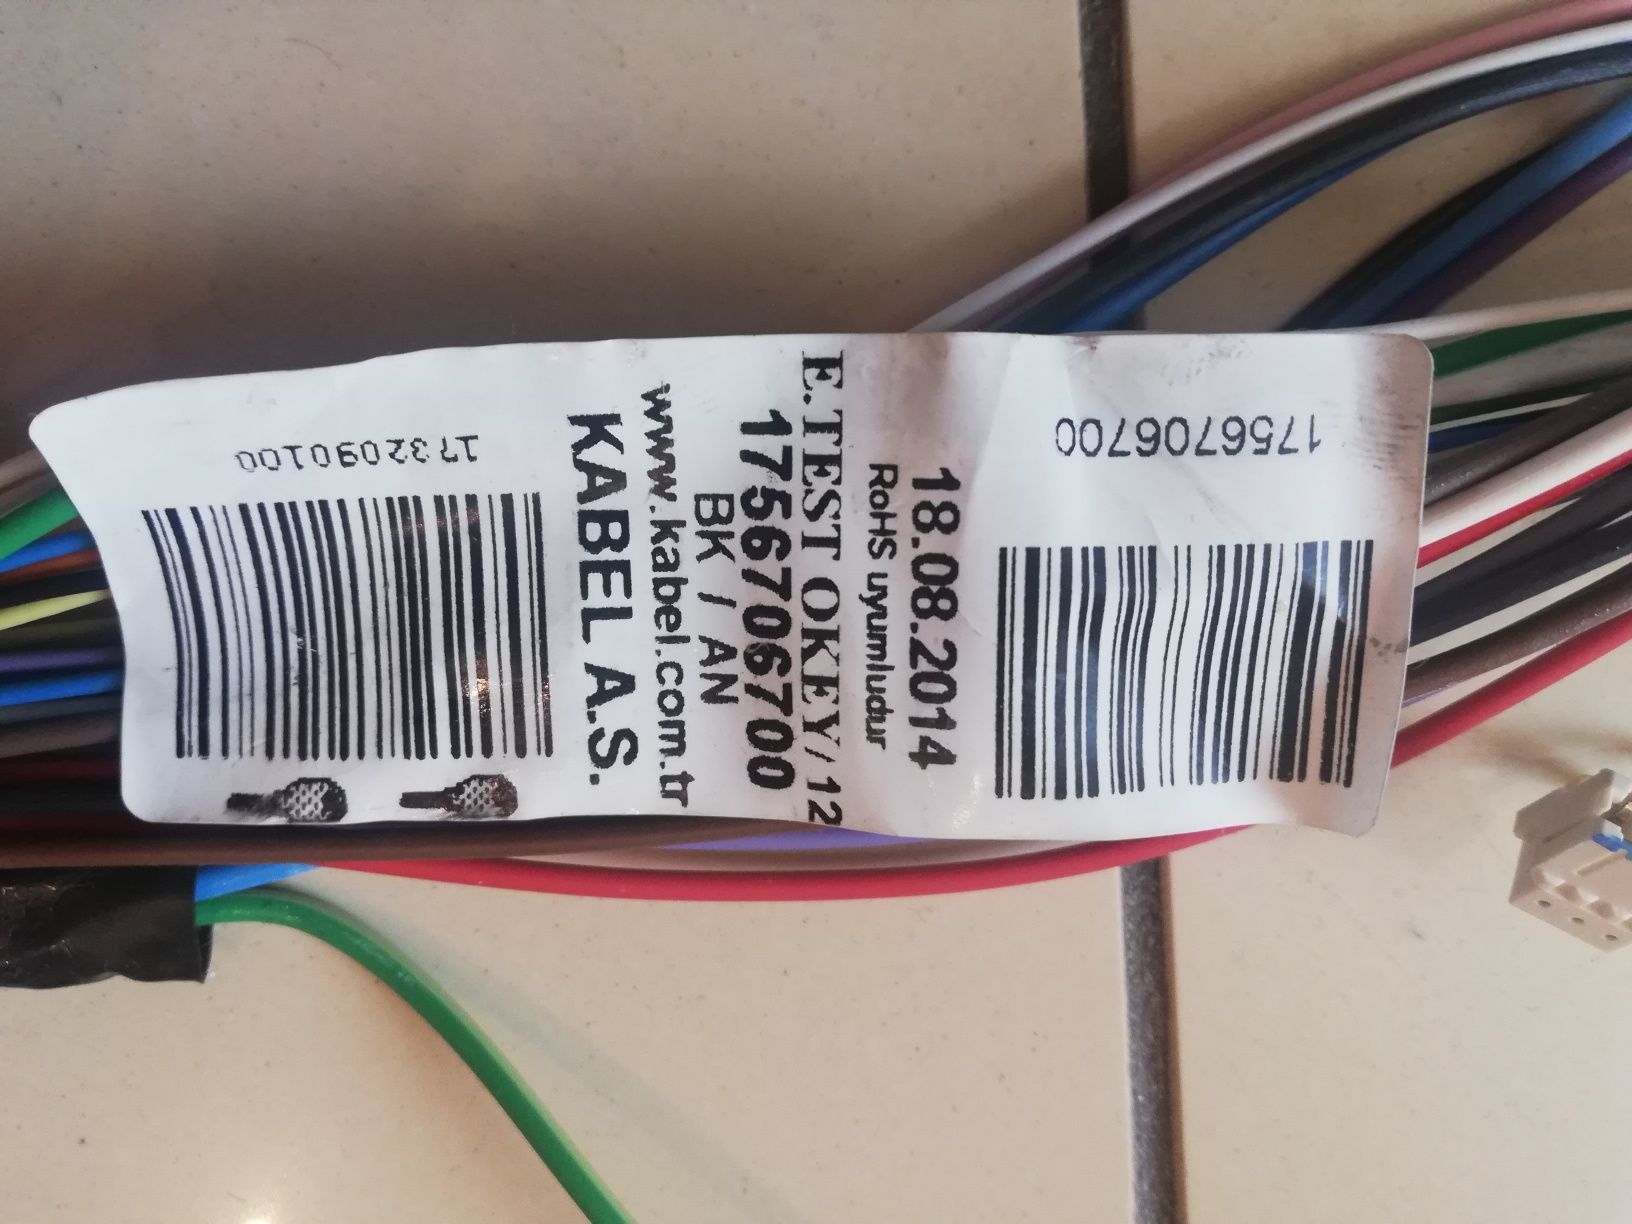 18.08.2014
RoHS uyumludur
E.TEST OKEY/12
1756706700
BK / AN
www.kabel.com.tr
KABEL A.S.
1732090100
1756706700